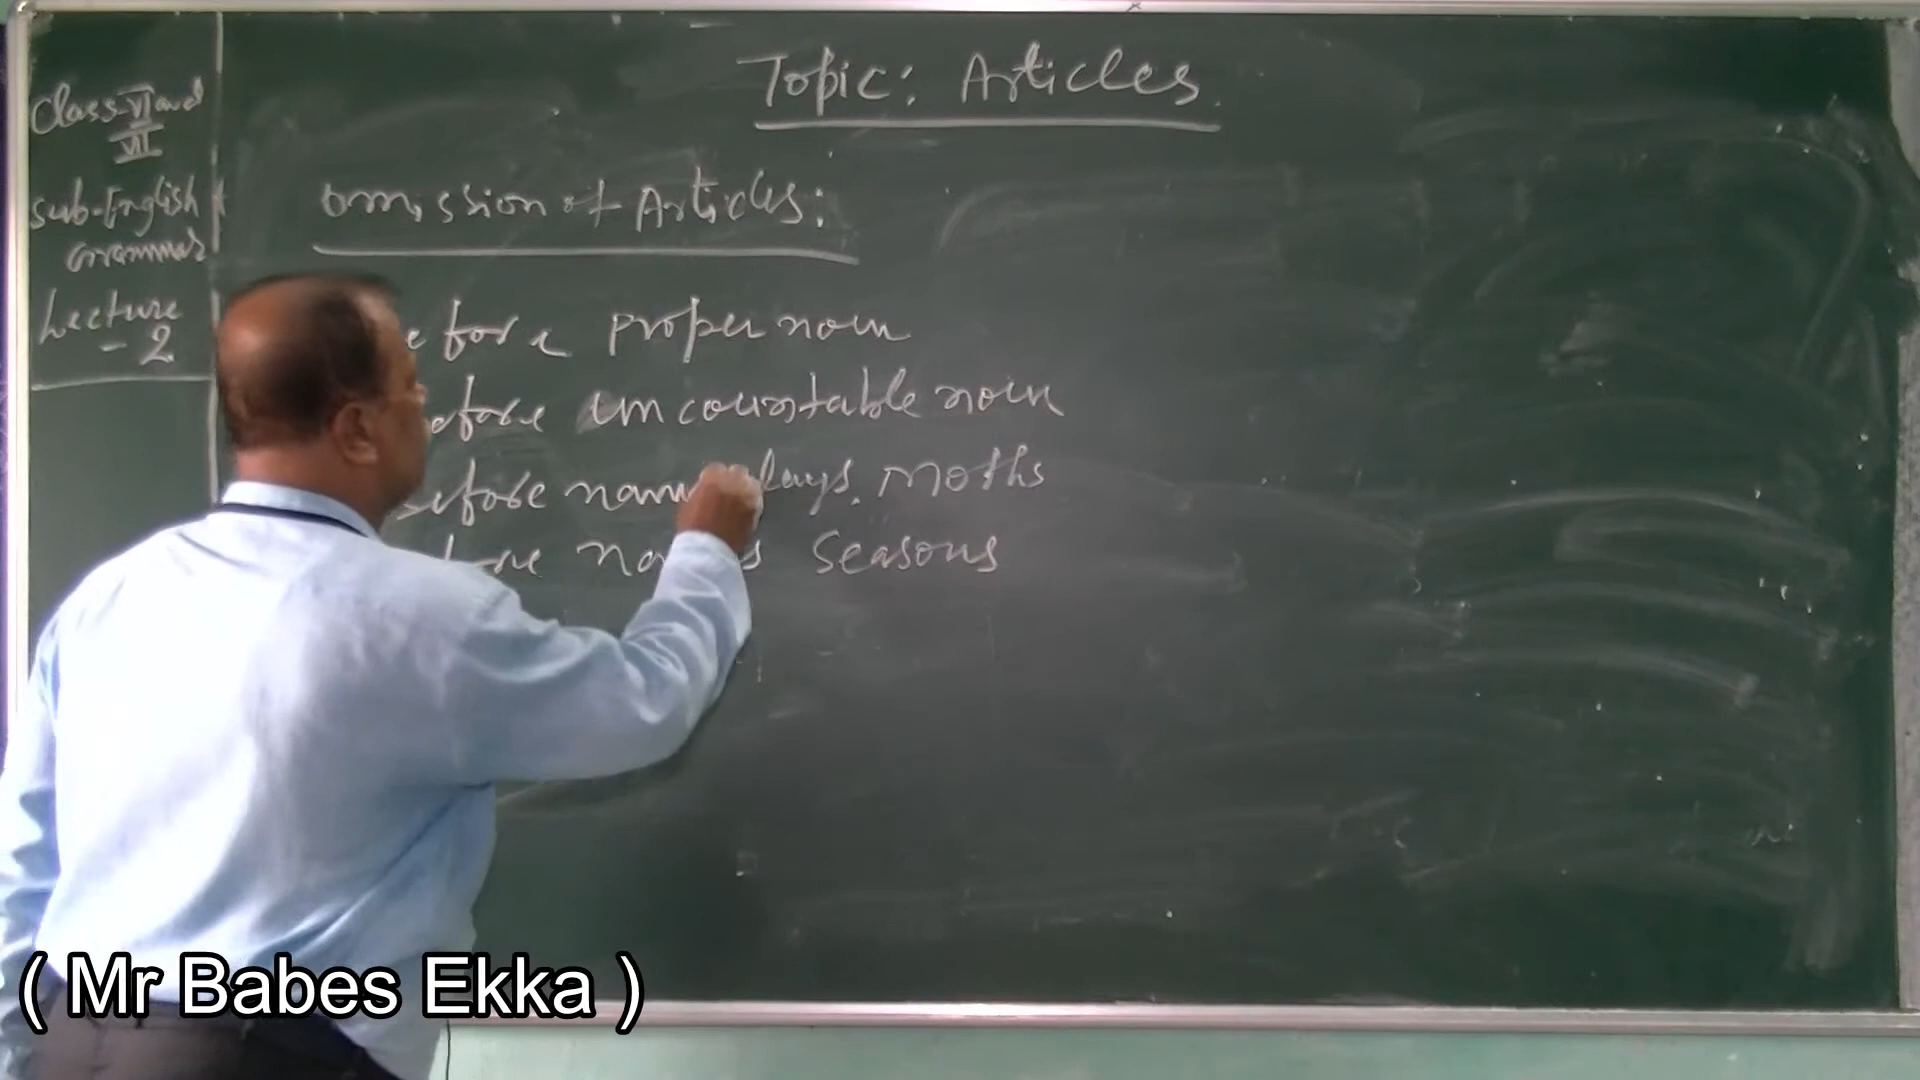 Topic: Articles.
Class-VI and
VII
Sub-English
Grammar
Lecture
- 2
Omission of Articles:
proper noun
uncountable noun
days, Moths
Seasons
( Mr Babes Ekka )